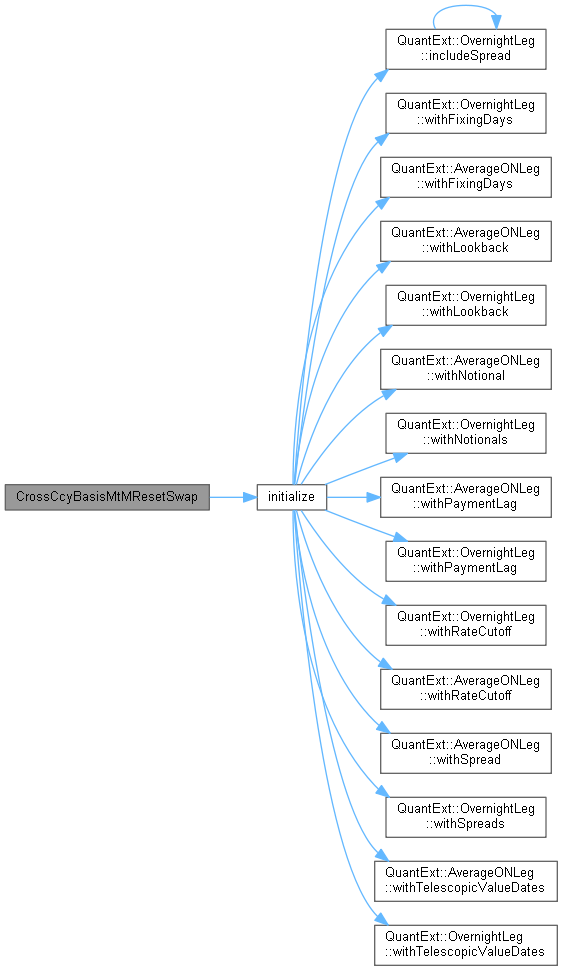 QuantExt::OvernightLeg
::includeSpread
QuantExt::OvernightLeg
::withFixingDays
QuantExt::AverageONLeg
::withFixingDays
QuantExt::AverageONLeg
::withLookback
QuantExt::OvernightLeg
::withLookback
QuantExt::AverageONLeg
::withNotional
QuantExt::OvernightLeg
::withNotionals
CrossCcyBasisMtMResetSwap
initialize
QuantExt::AverageONLeg
::withPaymentLag
QuantExt::OvernightLeg
::withPaymentLag
QuantExt::OvernightLeg
::withRateCutoff
QuantExt::AverageONLeg
::withRateCutoff
QuantExt::AverageONLeg
::withSpread
QuantExt::OvernightLeg
::withSpreads
QuantExt::AverageONLeg
::withTelescopicValueDates
QuantExt::OvernightLeg
::withTelescopicValueDates